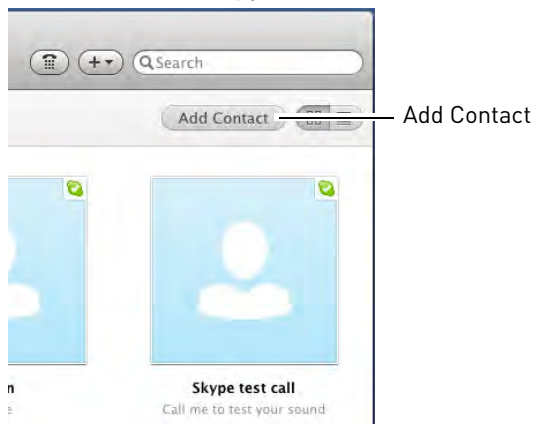 Search
Add Contact
Add Contact
n
Skype test call
e
Call me to test your sound